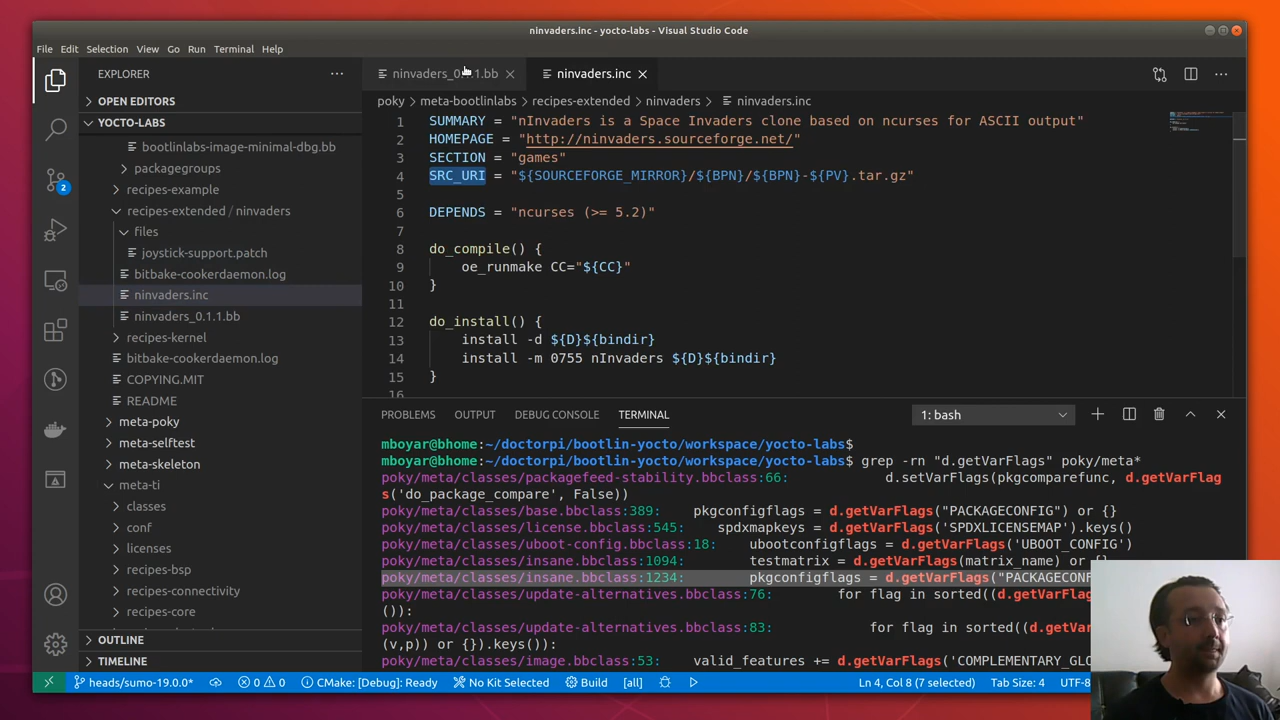 ninvaders.inc - yocto-labs - Visual Studio Code
File Edit Selection View Go Run Terminal Help
EXPLORER
OPEN EDITORS
YOCTO-LABS
bootlinlabs-image-minimal-dbg.bb
packagegroups
recipes-example
recipes-extended / ninvaders
files
joystick-support.patch
bitbake-cookerdaemon.log
ninvaders.inc
ninvaders_0.1.1.bb
recipes-kernel
bitbake-cookerdaemon.log
COPYING.MIT
README
meta-poky
meta-selftest
meta-skeleton
meta-ti
classes
conf
licenses
recipes-bsp
recipes-connectivity
recipes-core
OUTLINE
TIMELINE
2
ninvaders_0.1.1.bb
ninvaders.inc
poky > meta-bootlinlabs > recipes-extended > ninvaders > ninvaders.inc
1 SUMMARY = "nInvaders is a Space Invaders clone based on ncurses for ASCII output"
2 HOMEPAGE = "http://ninvaders.sourceforge.net/"
3 SECTION = "games"
4 SRC_URI = "${SOURCEFORGE_MIRROR}/${BPN}/${BPN}-${PV}.tar.gz"
5
6 DEPENDS = "ncurses (>= 5.2)"
7
8 do_compile() {
9 oe_runmake CC="${CC}"
10 }
11
12 do_install() {
13 install -d ${D}${bindir}
14 install -m 0755 nInvaders ${D}${bindir}
15 }
16
PROBLEMS OUTPUT DEBUG CONSOLE TERMINAL
1: bash
mboyar@bhome:~/doctorpi/bootlin-yocto/workspace/yocto-labs$
mboyar@bhome:~/doctorpi/bootlin-yocto/workspace/yocto-labs$ grep -rn "d.getVarFlags" poky/meta*
poky/meta/classes/packagefeed-stability.bbclass:66: d.setVarFlags(pkgcomparefunc, d.getVarFlag
s('do_package_compare', False))
poky/meta/classes/base.bbclass:389: pkgconfigflags = d.getVarFlags("PACKAGECONFIG") or {}
poky/meta/classes/license.bbclass:545: spdxmapkeys = d.getVarFlags('SPDXLICENSEMAP').keys()
poky/meta/classes/uboot-config.bbclass:18: ubootconfigflags = d.getVarFlags('UBOOT_CONFIG')
poky/meta/classes/insane.bbclass:1094: testmatrix = d.getVarFlags(matrix_name) or {}
poky/meta/classes/insane.bbclass:1234: pkgconfigflags = d.getVarFlags("PACKAGECONF
poky/meta/classes/update-alternatives.bbclass:76: for flag in sorted((d.getVa
()):
poky/meta/classes/update-alternatives.bbclass:83: for flag in sorted((d.getVa
(v,p)) or {}).keys()):
poky/meta/classes/image.bbclass:53: valid_features += d.getVarFlags('COMPLEMENTARY_GLO
heads/sumo-19.0.0* 0 0 CMake: [Debug]: Ready No Kit Selected Build [all] Ln 4, Col 8 (7 selected) Tab Size: 4 UTF-8